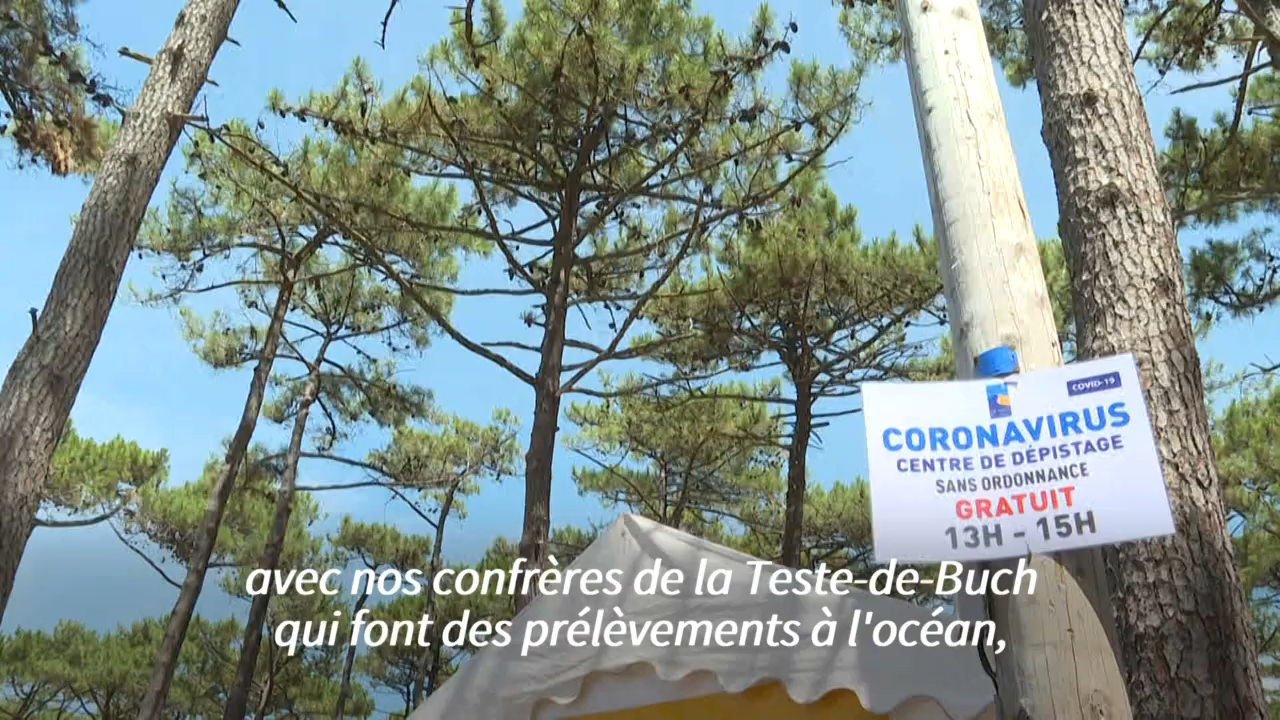 COVID-19
CORONAVIRUS
CENTRE DE DÉPISTAGE
SANS ORDONNANCE
GRATUIT
13H - 15H
avec nos confrères de la Teste-de-Buch
qui font des prélèvements à l'océan,